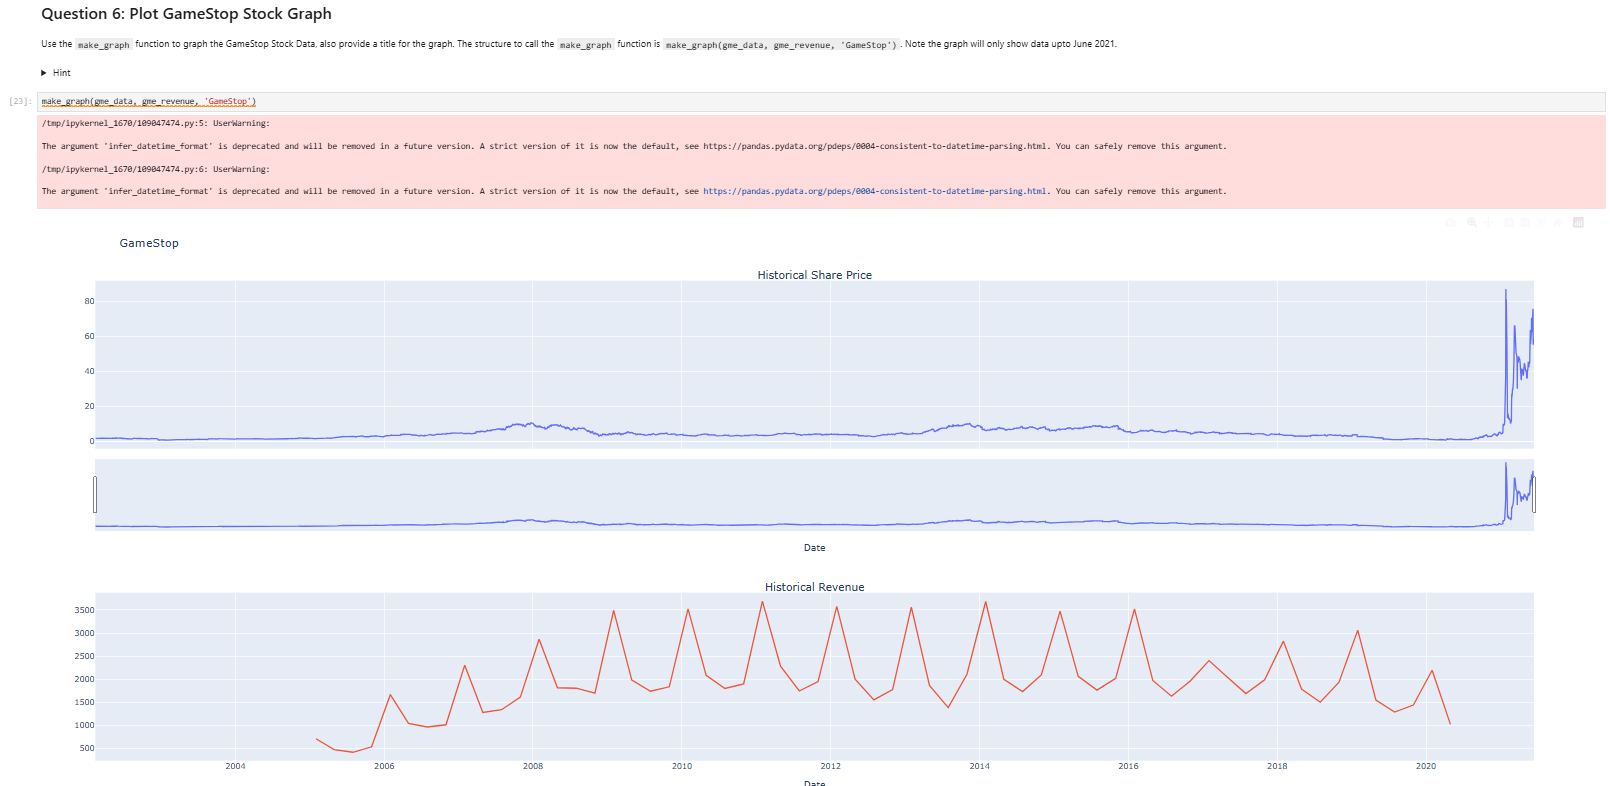 Question 6: Plot GameStop Stock Graph
Use the make_graph function to graph the GameStop Stock Data, also provide a title for the graph. The structure to call the make_graph function is make_graph(gme_data, gme_revenue, 'GameStop'). Note the graph will only show data upto June 2021.
Hint
[23]: make_graph(gme_data, gme_revenue, 'GameStop')
/tmp/ipykernel_1670/109047474.py:5: UserWarning:
The argument 'infer_datetime_format' is deprecated and will be removed in a future version. A strict version of it is now the default, see https://pandas.pydata.org/pdeps/0004-consistent-to-datetime-parsing.html. You can safely remove this argument.
/tmp/ipykernel_1670/109047474.py:6: UserWarning:
The argument 'infer_datetime_format' is deprecated and will be removed in a future version. A strict version of it is now the default, see https://pandas.pydata.org/pdeps/0004-consistent-to-datetime-parsing.html. You can safely remove this argument.
GameStop
Historical Share Price
80
60
40
20
0
Date
Historical Revenue
3500
3000
2500
2000
1500
1000
500
2004 2006 2008 2010 2012 2014 2016 2018 2020
Date